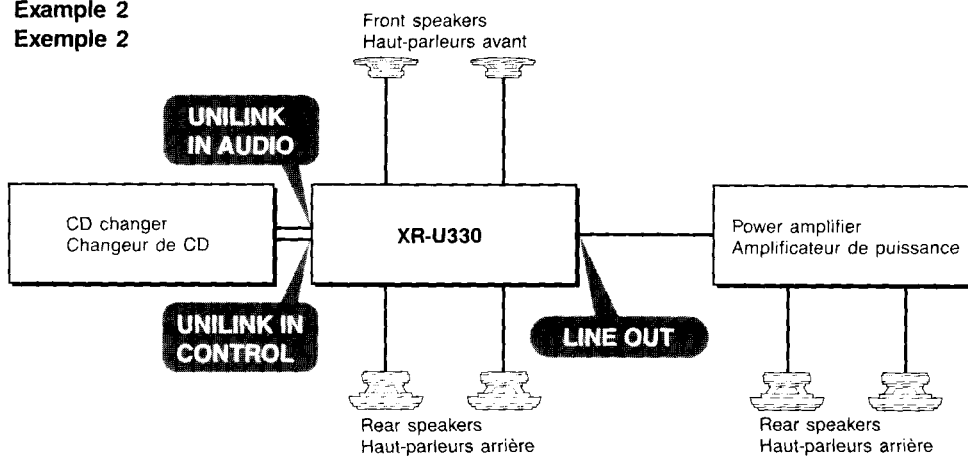 Example 2
Exemple 2
Front speakers
Haut-parleurs avant
UNILINK
IN AUDIO
CD changer
Changeur de CD
XR-U330
Power amplifier
Amplificateur de puissance
UNILINK IN
CONTROL
LINE OUT
Rear speakers
Haut-parleurs arrière
Rear speakers
Haut-parleurs arrière